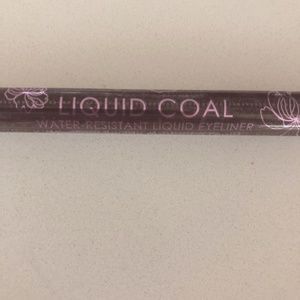 LIQUID COAL
WATER-RESISTANT LIQUID EYELINER